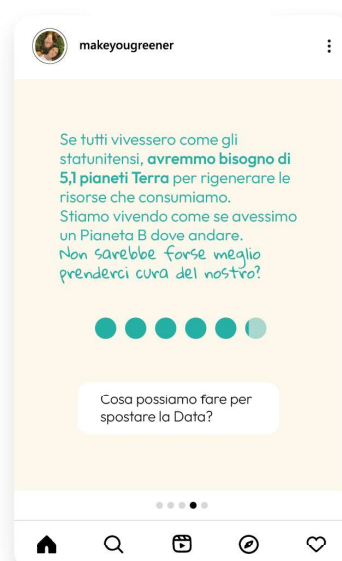 makeyougreener
Se tutti vivessero come gli
statunitensi, avremmo bisogno di
5,1 pianeti Terra per rigenerare le
risorse che consumiamo.
Stiamo vivendo come se avessimo
un Pianeta B dove andare.
Non sarebbe forse meglio
prenderci cura del nostro?
Cosa possiamo fare per
spostare la Data?